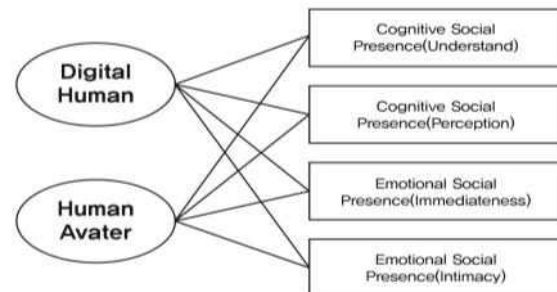 Digital
Human
Human
Avater
Cognitive Social
Presence(Understand)
Cognitive Social
Presence(Perception)
Emotional Social
Presence(Immediateness)
Emotional Social
Presence(Intimacy)